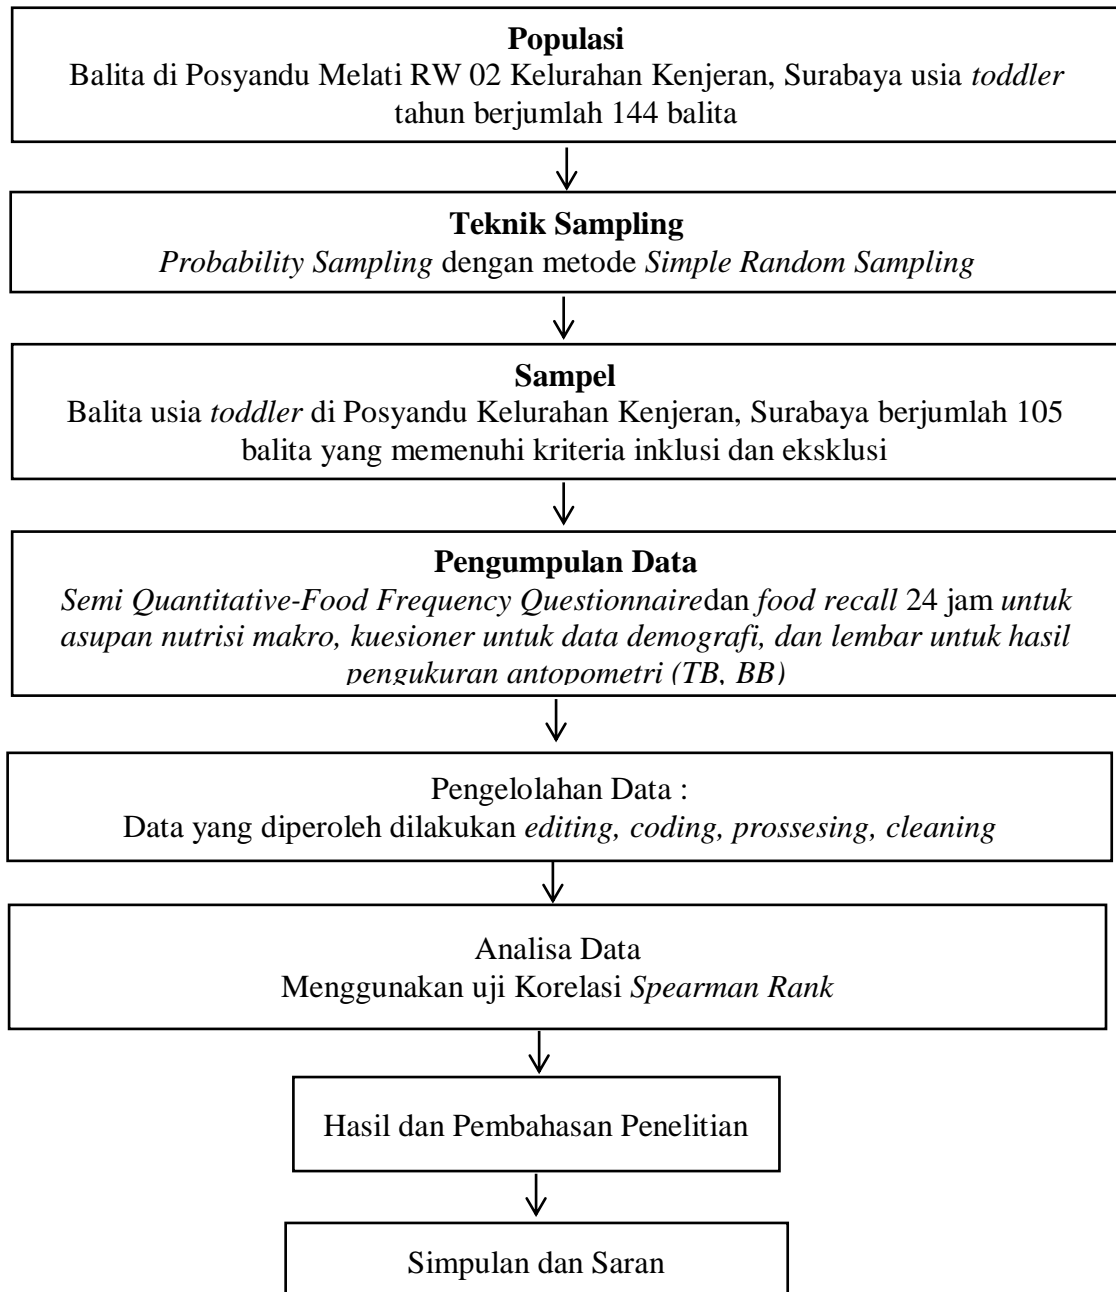 Populasi
Balita di Posyandu Melati RW 02 Kelurahan Kenjeran, Surabaya usia toddler
tahun berjumlah 144 balita
Teknik Sampling
Probability Sampling dengan metode Simple Random Sampling
Sampel
Balita usia toddler di Posyandu Kelurahan Kenjeran, Surabaya berjumlah 105
balita yang memenuhi kriteria inklusi dan eksklusi
Pengumpulan Data
Semi Quantitative-Food Frequency Questionnairedan food recall 24 jam untuk
asupan nutrisi makro, kuesioner untuk data demografi, dan lembar untuk hasil
pengukuran antopometri (TB, BB)
Pengelolahan Data :
Data yang diperoleh dilakukan editing, coding, prossesing, cleaning
Analisa Data
Menggunakan uji Korelasi Spearman Rank
Hasil dan Pembahasan Penelitian
Simpulan dan Saran